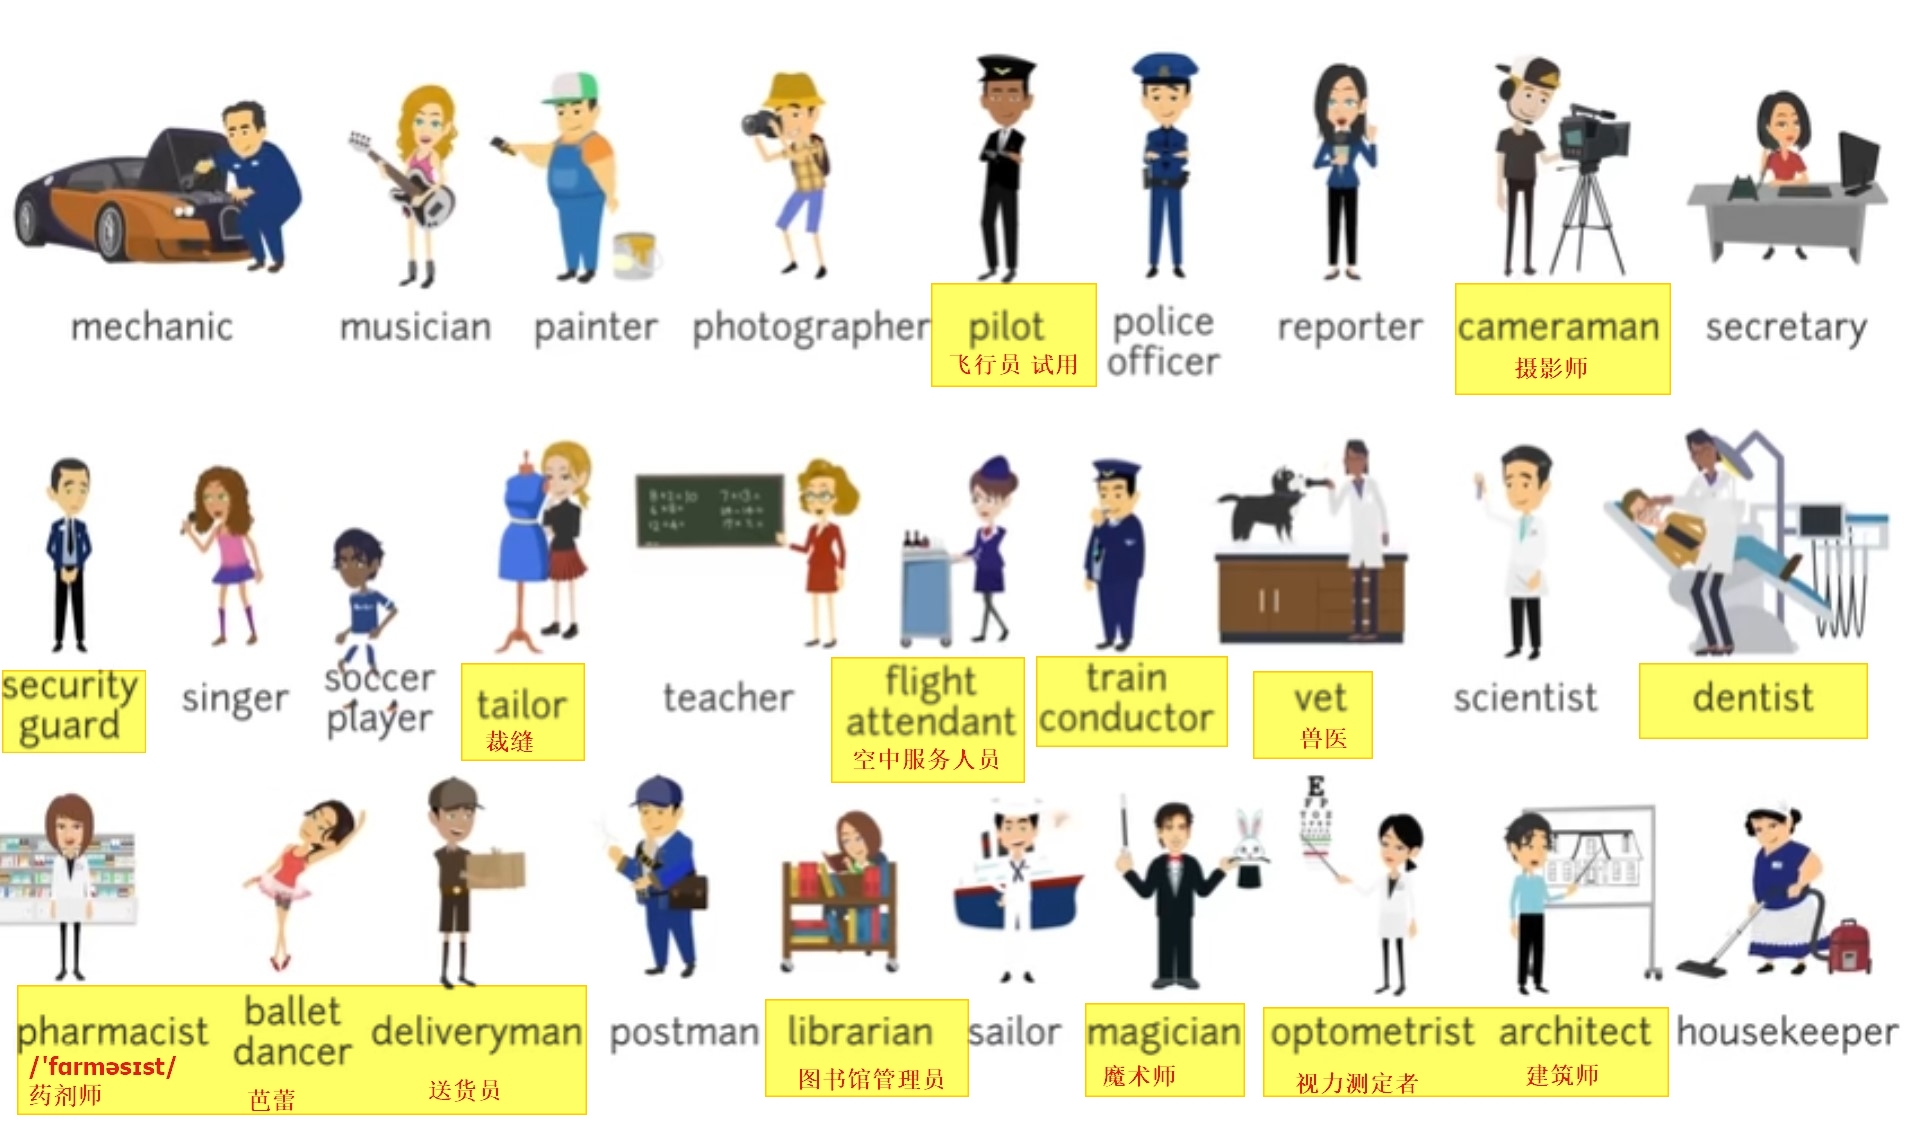 mechanic
musician
painter
photographer
pilot
飞行员 试用
police
officer
reporter
cameraman
摄影师
secretary
security
guard
singer
soccer
player
tailor
裁缝
teacher
flight
attendant
空中服务人员
train
conductor
vet
兽医
scientist
dentist
pharmacist
/ˈfɑrməsɪst/
药剂师
ballet
dancer
芭蕾
deliveryman
送货员
postman
librarian
图书馆管理员
sailor
magician
魔术师
E
F P
T O Z
optometrist
视力测定者
architect
建筑师
housekeeper